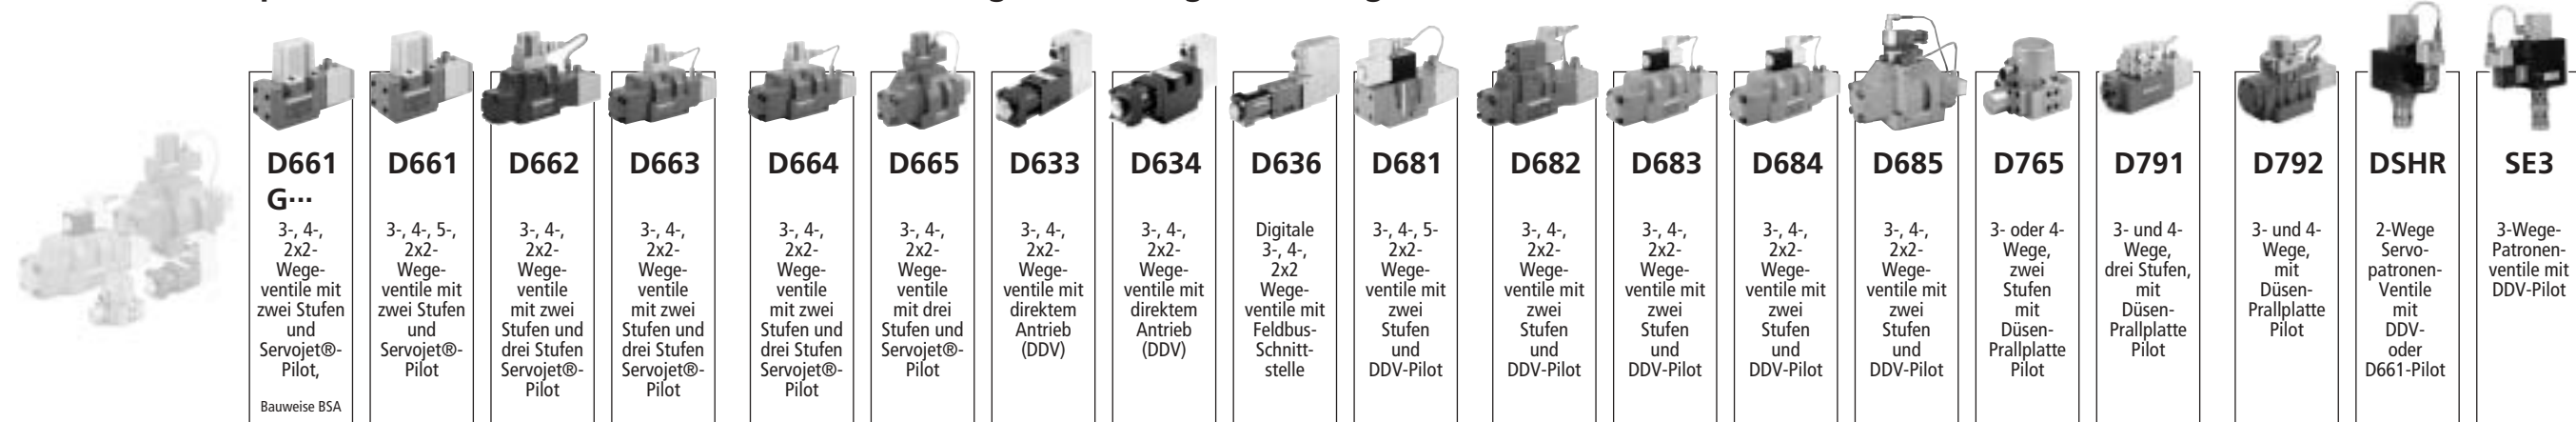 D661
G···
3-, 4-,
2x2-
Wege-
ventile mit
zwei Stufen
und
Servojet®-
Pilot,
Bauweise BSA
D661
3-, 4-, 5-,
2x2-
Wege-
ventile mit
zwei Stufen
und
Servojet®-
Pilot
D662
3-, 4-,
2x2-
Wege-
ventile
mit zwei
Stufen und
drei Stufen
Servojet®-
Pilot
D663
3-, 4-,
2x2-
Wege-
ventile
mit zwei
Stufen und
drei Stufen
Servojet®-
Pilot
D664
3-, 4-,
2x2-
Wege-
ventile
mit zwei
Stufen und
drei Stufen
Servojet®-
Pilot
D665
3-, 4-,
2x2-
Wege-
ventile
mit drei
Stufen und
Servojet®-
Pilot
D633
3-, 4-,
2x2-
Wege-
ventile mit
direktem
Antrieb
(DDV)
D634
3-, 4-,
2x2-
Wege-
ventile mit
direktem
Antrieb
(DDV)
D636
Digitale
3-, 4-,
2x2
Wege-
ventile mit
Feldbus-
Schnitt-
stelle
D681
3-, 4-, 5-
2x2-
Wege-
ventile mit
zwei
Stufen
und
DDV-Pilot
D682
3-, 4-,
2x2-
Wege-
ventile mit
zwei
Stufen
und
DDV-Pilot
D683
3-, 4-,
2x2-
Wege-
ventile mit
zwei
Stufen
und
DDV-Pilot
D684
3-, 4-,
2x2-
Wege-
ventile mit
zwei
Stufen
und
DDV-Pilot
D685
3-, 4-,
2x2-
Wege-
ventile mit
zwei
Stufen
und
DDV-Pilot
D765
3- oder 4-
Wege,
zwei
Stufen
mit
Düsen-
Prallplatte
Pilot
D791
3- und 4-
Wege,
drei Stufen,
mit
Düsen-
Prallplatte
Pilot
D792
3- und 4-
Wege,
mit
Düsen-
Prallplatte
Pilot
DSHR
2-Wege
Servo-
patronen-
Ventile
mit
DDV-
oder
D661-Pilot
SE3
3-Wege-
Patronen-
ventile mit
DDV-Pilot